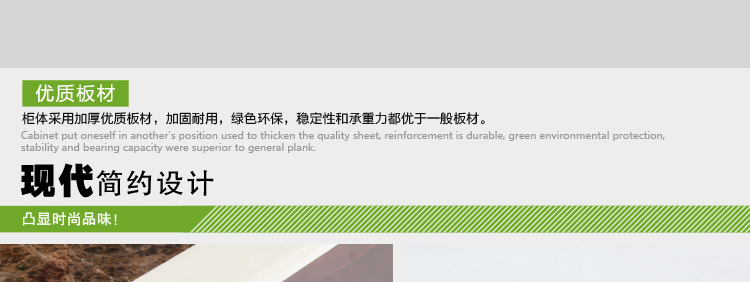 优质板材
柜体采用加厚优质板材，加固耐用，绿色环保，稳定性和承重力都优于一般板材。
Cabinet put oneself in another's position used to thicken the quality sheet, reinforcement is durable, green environmental protection,
stability and bearing capacity were superior to general plank.
现代简约设计
凸显时尚品味！